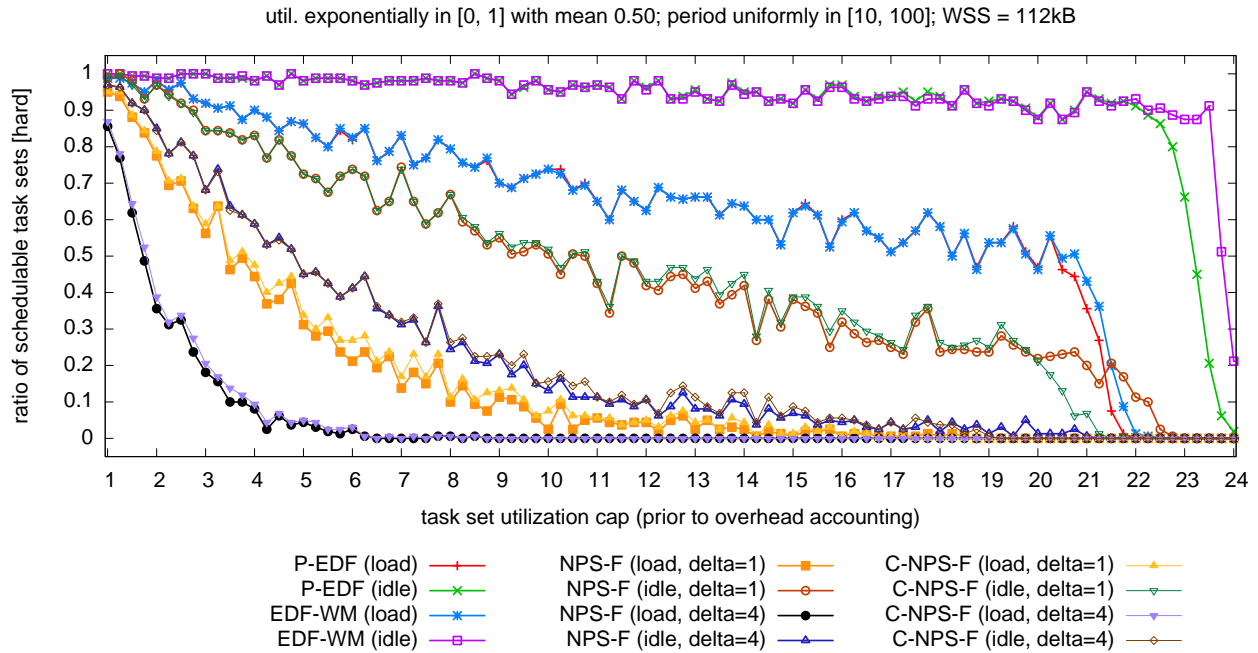 util. exponentially in [0, 1] with mean 0.50; period uniformly in [10, 100]; WSS = 112kB
ratio of schedulable task sets [hard]
1
0.9
0.8
0.7
0.6
0.5
0.4
0.3
0.2
0.1
0
1 2 3 4 5 6 7 8 9 10 11 12 13 14 15 16 17 18 19 20 21 22 23 24
task set utilization cap (prior to overhead accounting)
P-EDF (load) NPS-F (load, delta=1) C-NPS-F (load, delta=1)
P-EDF (idle) NPS-F (idle, delta=1) C-NPS-F (idle, delta=1)
EDF-WM (load) NPS-F (load, delta=4) C-NPS-F (load, delta=4)
EDF-WM (idle) NPS-F (idle, delta=4) C-NPS-F (idle, delta=4)